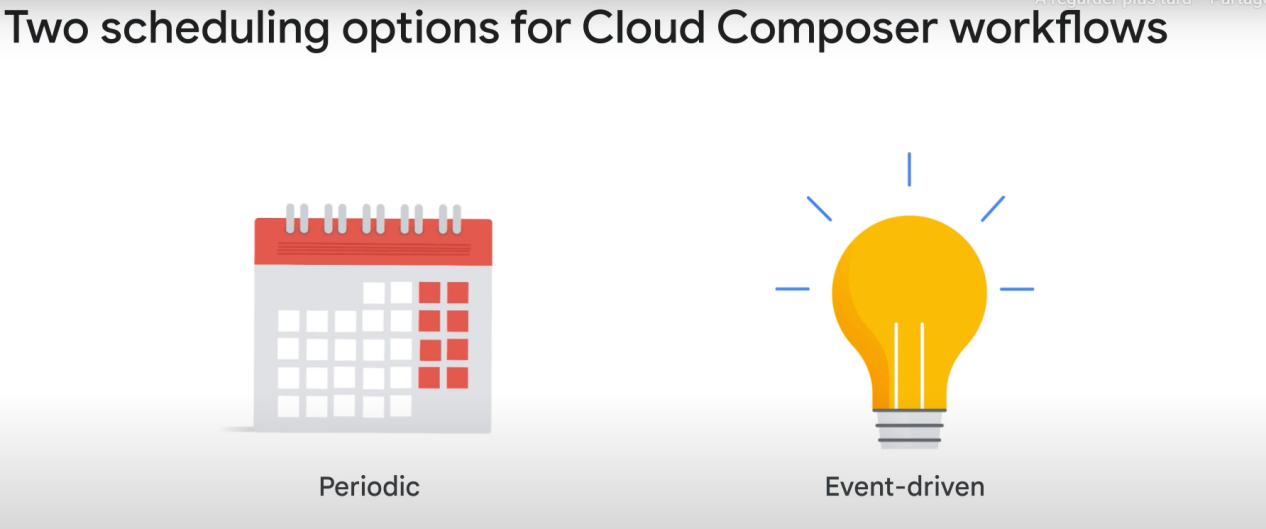 Two scheduling options for Cloud Composer workflows
Periodic
Event-driven